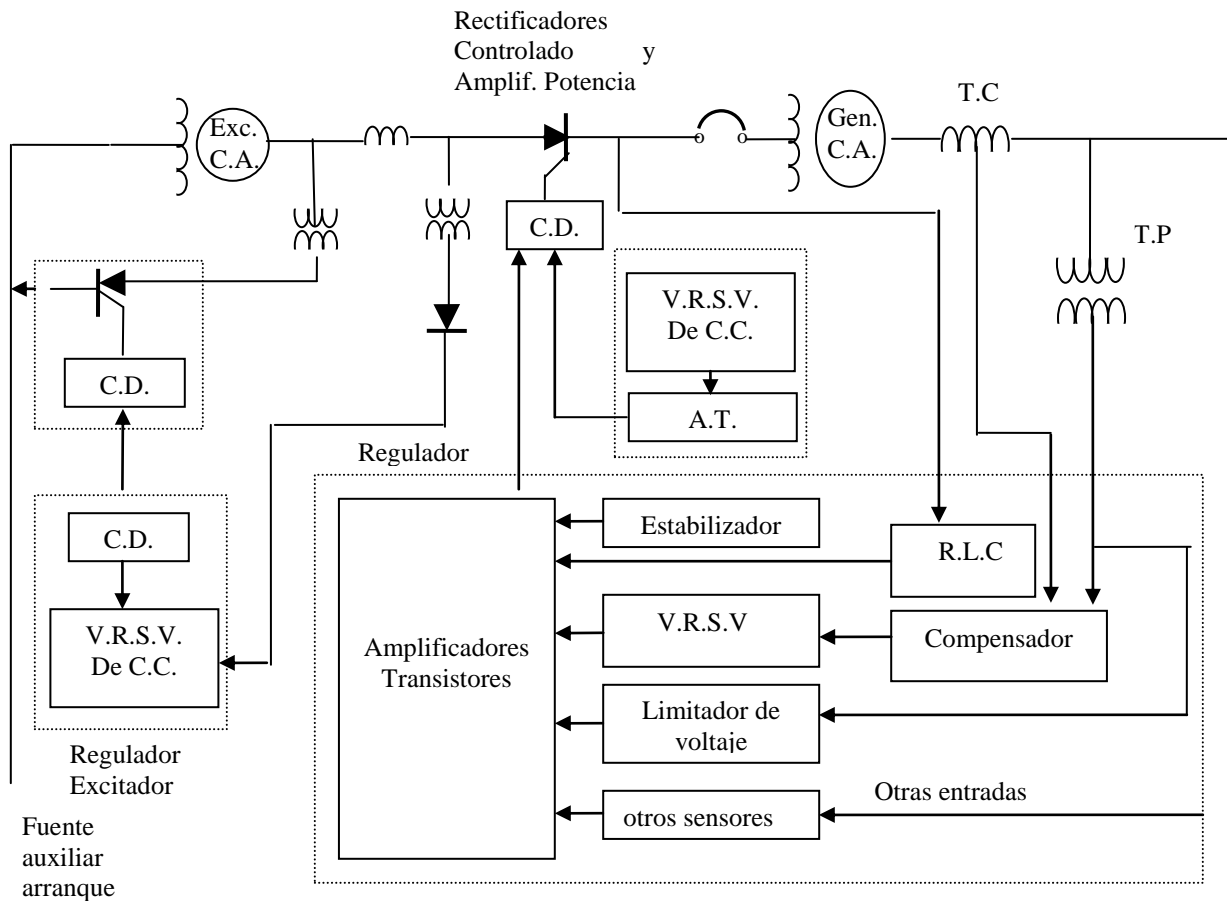 Rectificadores
Controlado y
Amplif. Potencia
Exc.
C.A.
Gen.
C.A.
T.C
T.P
C.D.
V.R.S.V.
De C.C.
A.T.
C.D.
Regulador
C.D.
V.R.S.V.
De C.C.
Regulador
Excitador
Fuente
auxiliar
arranque
Amplificadores
Transistores
Estabilizador
R.L.C
V.R.S.V
Compensador
Limitador de
voltaje
otros sensores
Otras entradas